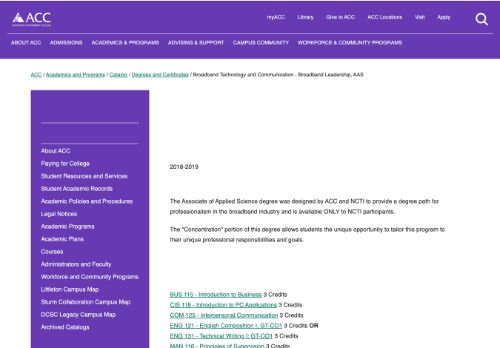 ACC
myACC Library Give to ACC ACC Locations Visit Apply
ABOUT ACC ADMISSIONS ACADEMICS & PROGRAMS ADVISING & SUPPORT CAMPUS COMMUNITY WORKFORCE & COMMUNITY PROGRAMS
ACC / Academics and Programs / Catalog / Degrees and Certificates / Broadband Technology and Communication - Broadband Leadership, AAS
About ACC
Paying for College
Student Resources and Services
Student Academic Records
Academic Policies and Procedures
Legal Notices
Academic Programs
Academic Plans
Courses
Administrators and Faculty
Workforce and Community Programs
Littleton Campus Map
Sturm Collaboration Campus Map
DCSC Legacy Campus Map
Archived Catalogs
2018-2019
The Associate of Applied Science degree was designed by ACC and NCTI to provide a degree path for
professionalism in the broadband industry and is available ONLY to NCTI participants.
The "Concentration" portion of this degree allows students the unique opportunity to tailor this program to
their unique professional responsibilities and goals.
BUS 115 - Introduction to Business 3 Credits
CIS 118 - Introduction to PC Applications 3 Credits
COM 125 - Interpersonal Communication 3 Credits
ENG 121 - English Composition I: GT-CO1 3 Credits OR
ENG 131 - Technical Writing I: GT-CO1 3 Credits
MAN 116 - Principles of Supervision 3 Credits